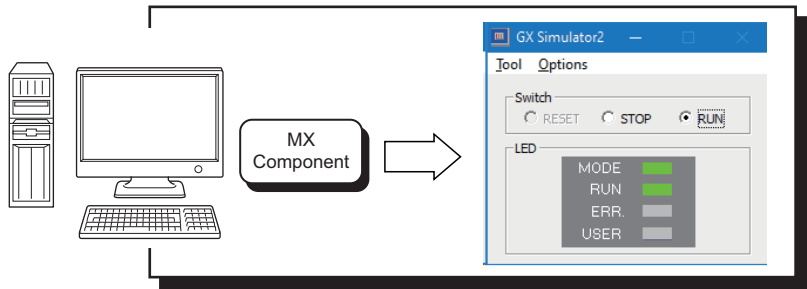 MX
Component
GX Simulator2
Tool Options
Switch
RESET STOP RUN
LED
MODE
RUN
ERR.
USER